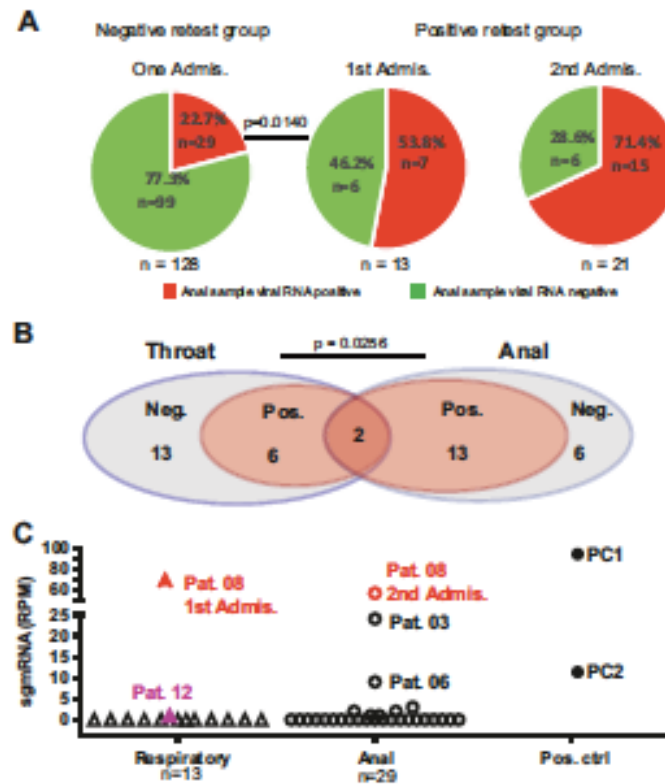 A
Negative retest group Positive retest group
One Admis. 1st Admis. 2nd Admis.
p=0.0140
22.7%
n=29
77.3%
n=99
53.8%
n=7
46.2%
n=6
28.6%
n=6
71.4%
n=15
n = 128 n = 13 n = 21
Anal sample viral RNA positive Anal sample viral RNA negative
B
p = 0.0256
Throat Anal
Neg. Pos. Pos. Neg.
13 6 2 13 6
C
sgmRNA (RPM)
100
80
60
25
20
15
10
5
0
Pat. 08
1st Admis.
Pat. 12
Pat. 08
2nd Admis.
Pat. 03
Pat. 06
PC1
PC2
Respiratory Anal Pos. ctrl
n=13 n=29